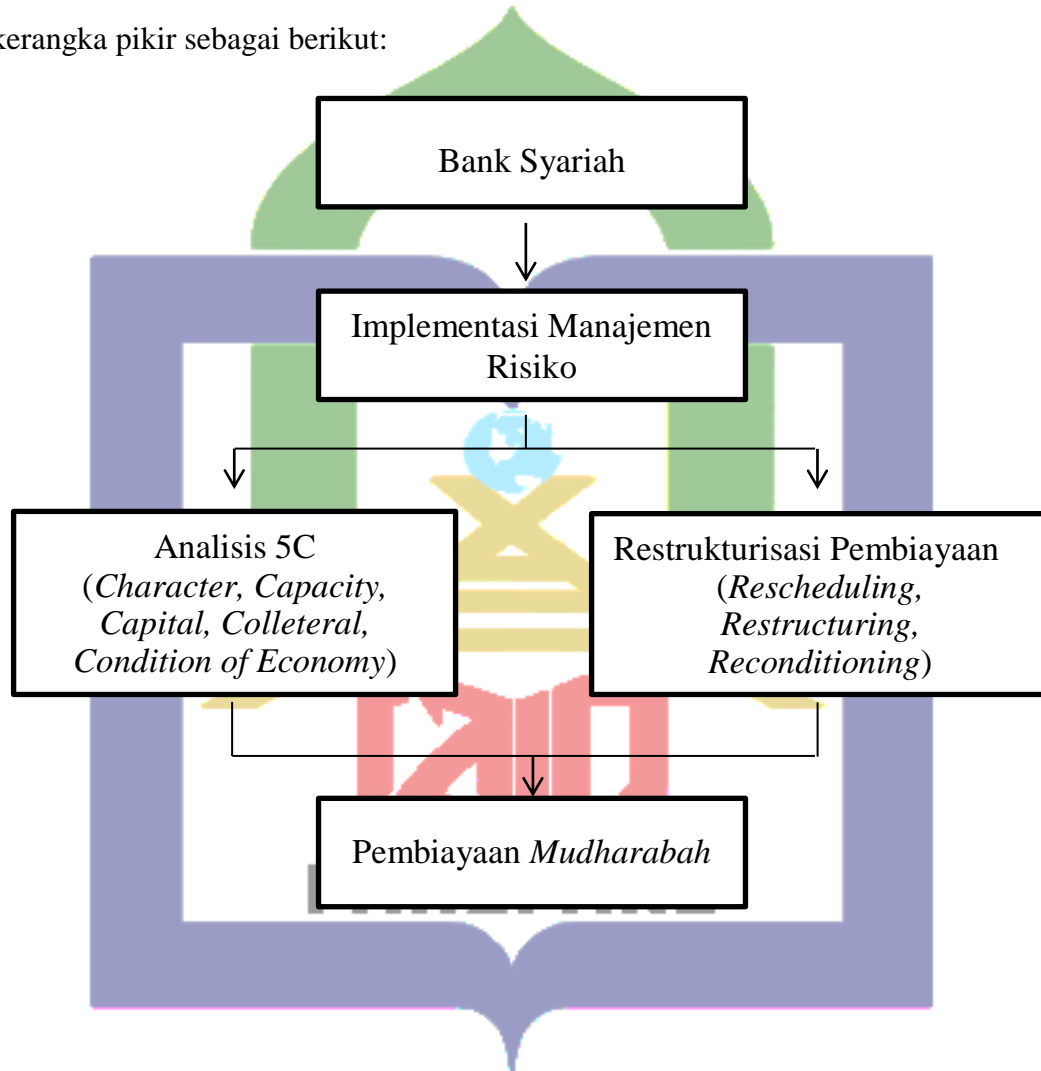 kerangka pikir sebagai berikut:
Bank Syariah
Implementasi Manajemen
Risiko
Analisis 5C
(Character, Capacity,
Capital, Colleteral,
Condition of Economy)
Restrukturisasi Pembiayaan
(Rescheduling,
Restructuring,
Reconditioning)
Pembiayaan Mudharabah